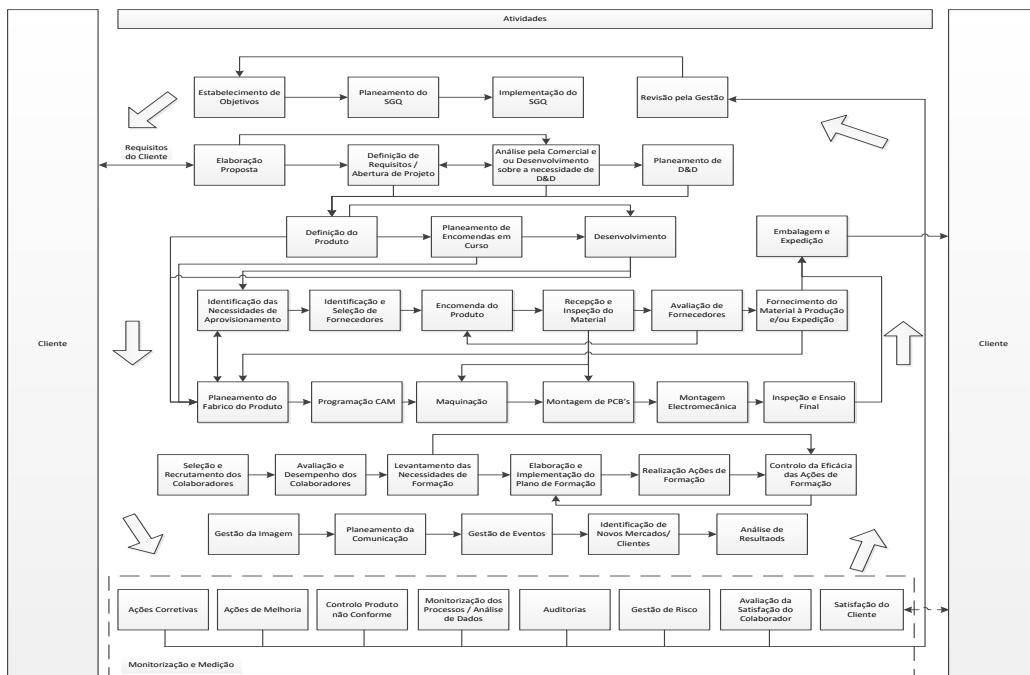 Atividades
Cliente
Cliente
Estabelecimento de
Objetivos
Planeamento do
SGQ
Implementação do
SGQ
Revisão pela Gestão
Requisitos
do Cliente
Elaboração
Proposta
Definição de
Requisitos /
Abertura de Projeto
Análise pela Comercial e
ou Desenvolvimento
sobre a necessidade de
D&D
Planeamento de
D&D
Definição do
Produto
Planeamento de
Encomendas em
Curso
Desenvolvimento
Embalagem e
Expedição
Identificação das
Necessidades de
Aprovisionamento
Identificação e
Seleção de
Fornecedores
Encomenda do
Produto
Recepção e
Inspeção do
Material
Avaliação de
Fornecedores
Fornecimento do
Material à Produção
e/ou Expedição
Planeamento do
Fabrico do Produto
Programação CAM
Maquinação
Montagem de PCB's
Montagem
Electromecânica
Inspeção e Ensaio
Final
Seleção e
Recrutamento dos
Colaboradores
Avaliação e
Desempenho dos
Colaboradores
Levantamento das
Necessidades de
Formação
Elaboração e
Implementação do
Plano de Formação
Realização Ações de
Formação
Controlo da Eficácia
das Ações de
Formação
Gestão da Imagem
Planeamento da
Comunicação
Gestão de Eventos
Identificação de
Novos Mercados/
Clientes
Análise de
Resultaods
Ações Corretivas
Ações de Melhoria
Controlo Produto
não Conforme
Monitorização dos
Processos / Análise
de Dados
Auditorias
Gestão de Risco
Avaliação da
Satisfação do
Colaborador
Satisfação do
Cliente
Monitorização e Medição